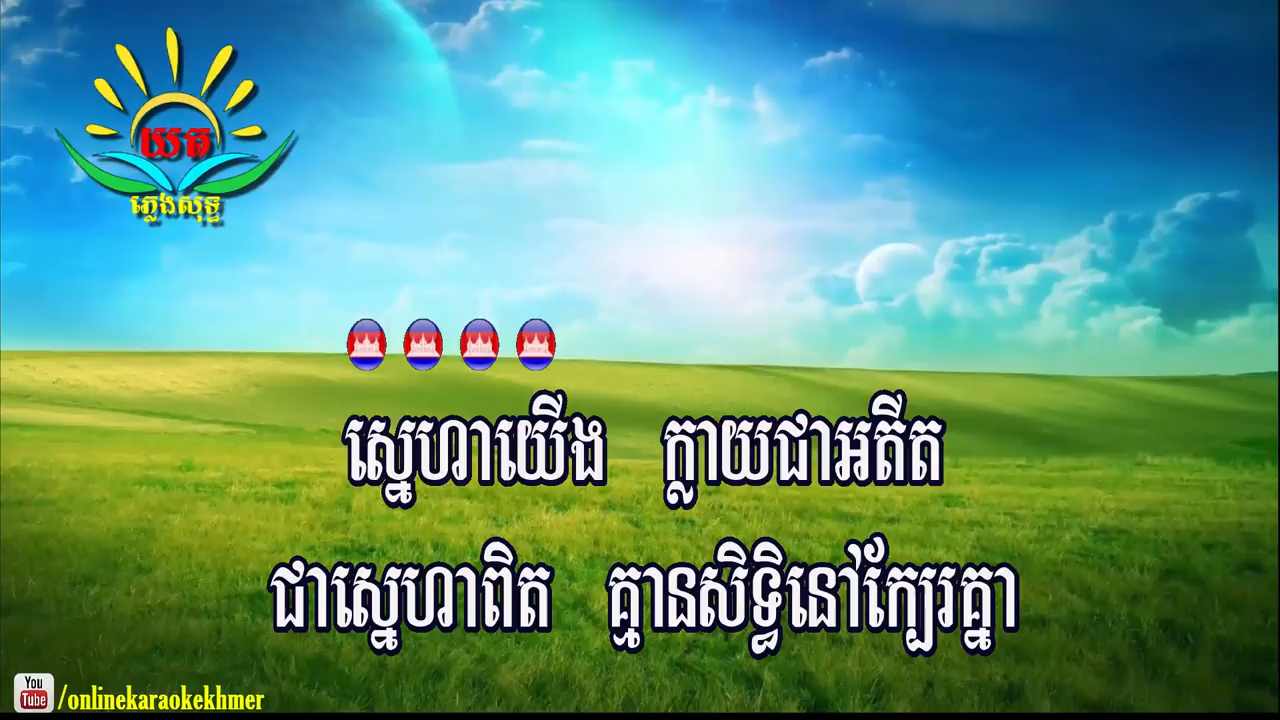 យត
ភ្លេងសុទ្ធ
ស្នេហាយើង ក្លាយជាអតីត
ជាស្នេហាពិត គ្មានសិទ្ធិនៅក្បែរគ្នា
You Tube /onlinekaraokekhmer